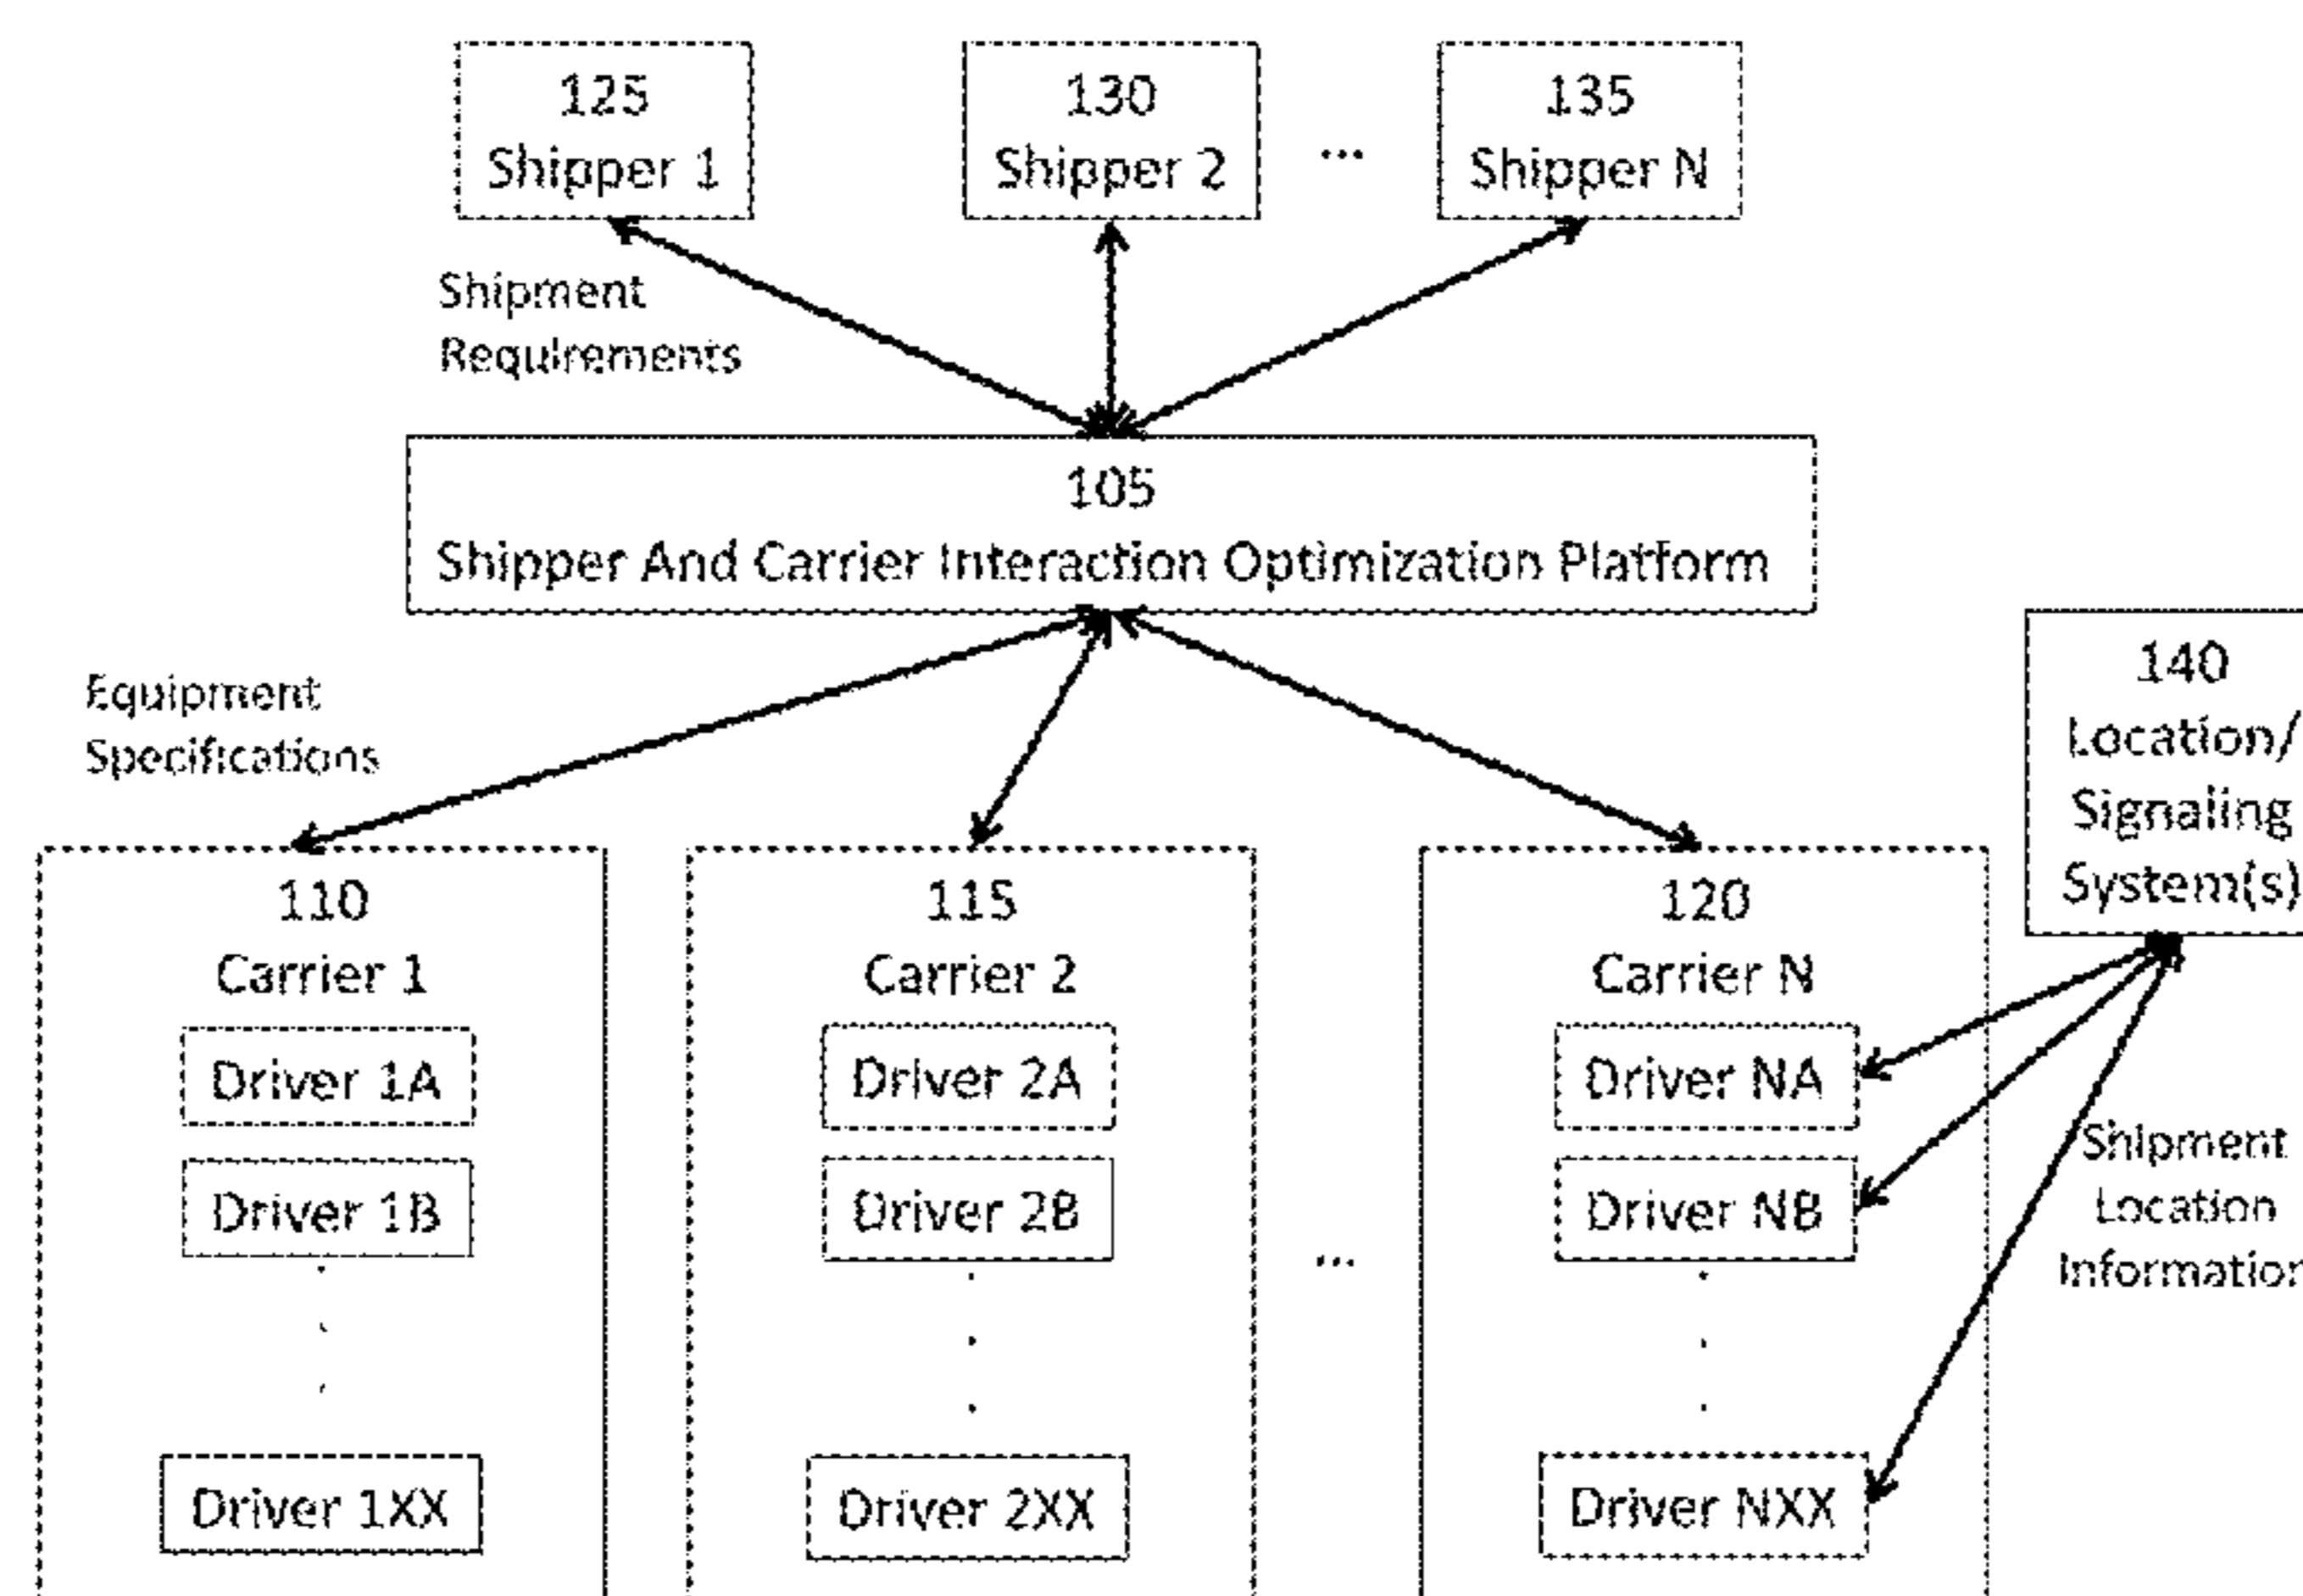 125
Shipper 1
130
Shipper 2
...
135
Shipper N
Shipment
Requirements
105
Shipper And Carrier Interaction Optimization Platform
Equipment
Specifications
140
Location/
Signaling
System(s)
110
Carrier 1
Driver 1A
Driver 1B
Driver 1XX
115
Carrier 2
Driver 2A
Driver 2B
Driver 2XX
...
120
Carrier N
Driver NA
Driver NB
Driver NXX
Shipment
Location
Information